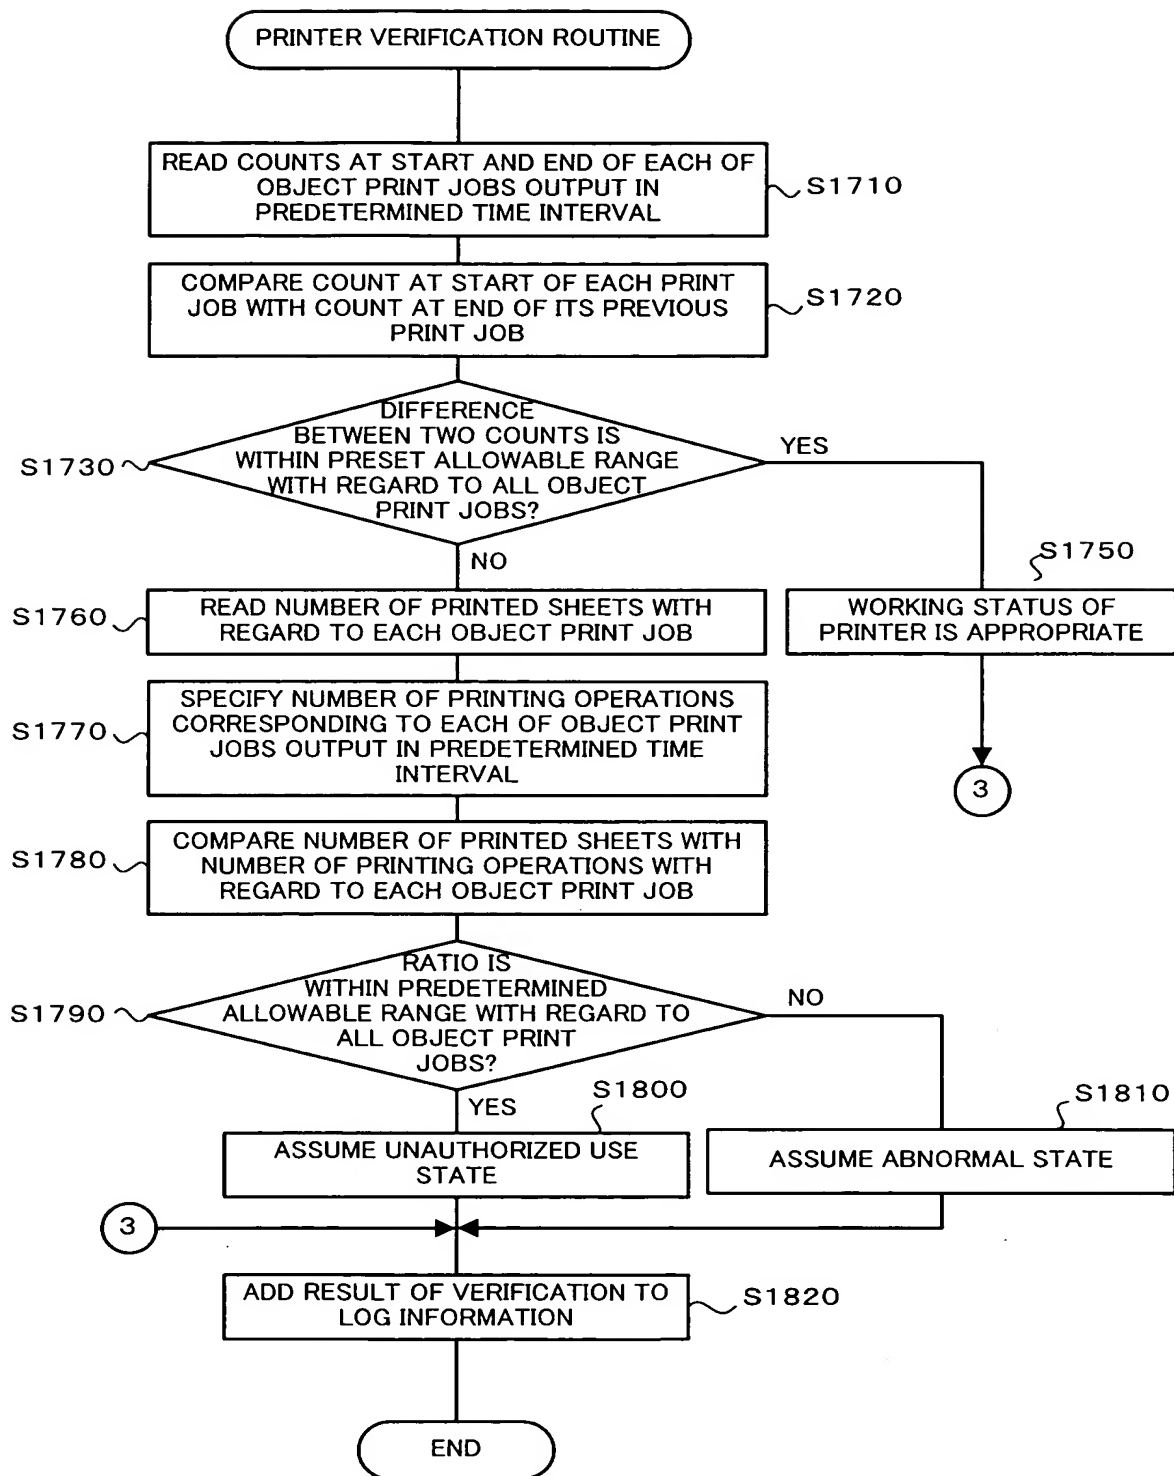 PRINTER VERIFICATION ROUTINE
READ COUNTS AT START AND END OF EACH OF
OBJECT PRINT JOBS OUTPUT IN
PREDETERMINED TIME INTERVAL
S1710
COMPARE COUNT AT START OF EACH PRINT
JOB WITH COUNT AT END OF ITS PREVIOUS
PRINT JOB
S1720
DIFFERENCE
BETWEEN TWO COUNTS IS
WITHIN PRESET ALLOWABLE RANGE
WITH REGARD TO ALL OBJECT
PRINT JOBS?
S1730
YES
NO
S1750
WORKING STATUS OF
PRINTER IS APPROPRIATE
3
S1760
READ NUMBER OF PRINTED SHEETS WITH
REGARD TO EACH OBJECT PRINT JOB
S1770
SPECIFY NUMBER OF PRINTING OPERATIONS
CORRESPONDING TO EACH OF OBJECT PRINT
JOBS OUTPUT IN PREDETERMINED TIME
INTERVAL
S1780
COMPARE NUMBER OF PRINTED SHEETS WITH
NUMBER OF PRINTING OPERATIONS WITH
REGARD TO EACH OBJECT PRINT JOB
RATIO IS
WITHIN PREDETERMINED
ALLOWABLE RANGE WITH REGARD TO
ALL OBJECT PRINT
JOBS?
S1790
NO
YES
S1800
ASSUME UNAUTHORIZED USE
STATE
S1810
ASSUME ABNORMAL STATE
3
ADD RESULT OF VERIFICATION TO
LOG INFORMATION
S1820
END